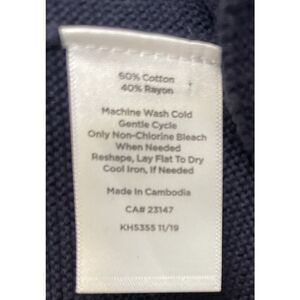 60% Cotton
40% Rayon
Machine Wash Cold
Gentle Cycle
Only Non-Chlorine Bleach
When Needed
Reshape, Lay Flat To Dry
Cool Iron, If Needed
Made In Cambodia
CA# 23147
KH5355 11/19